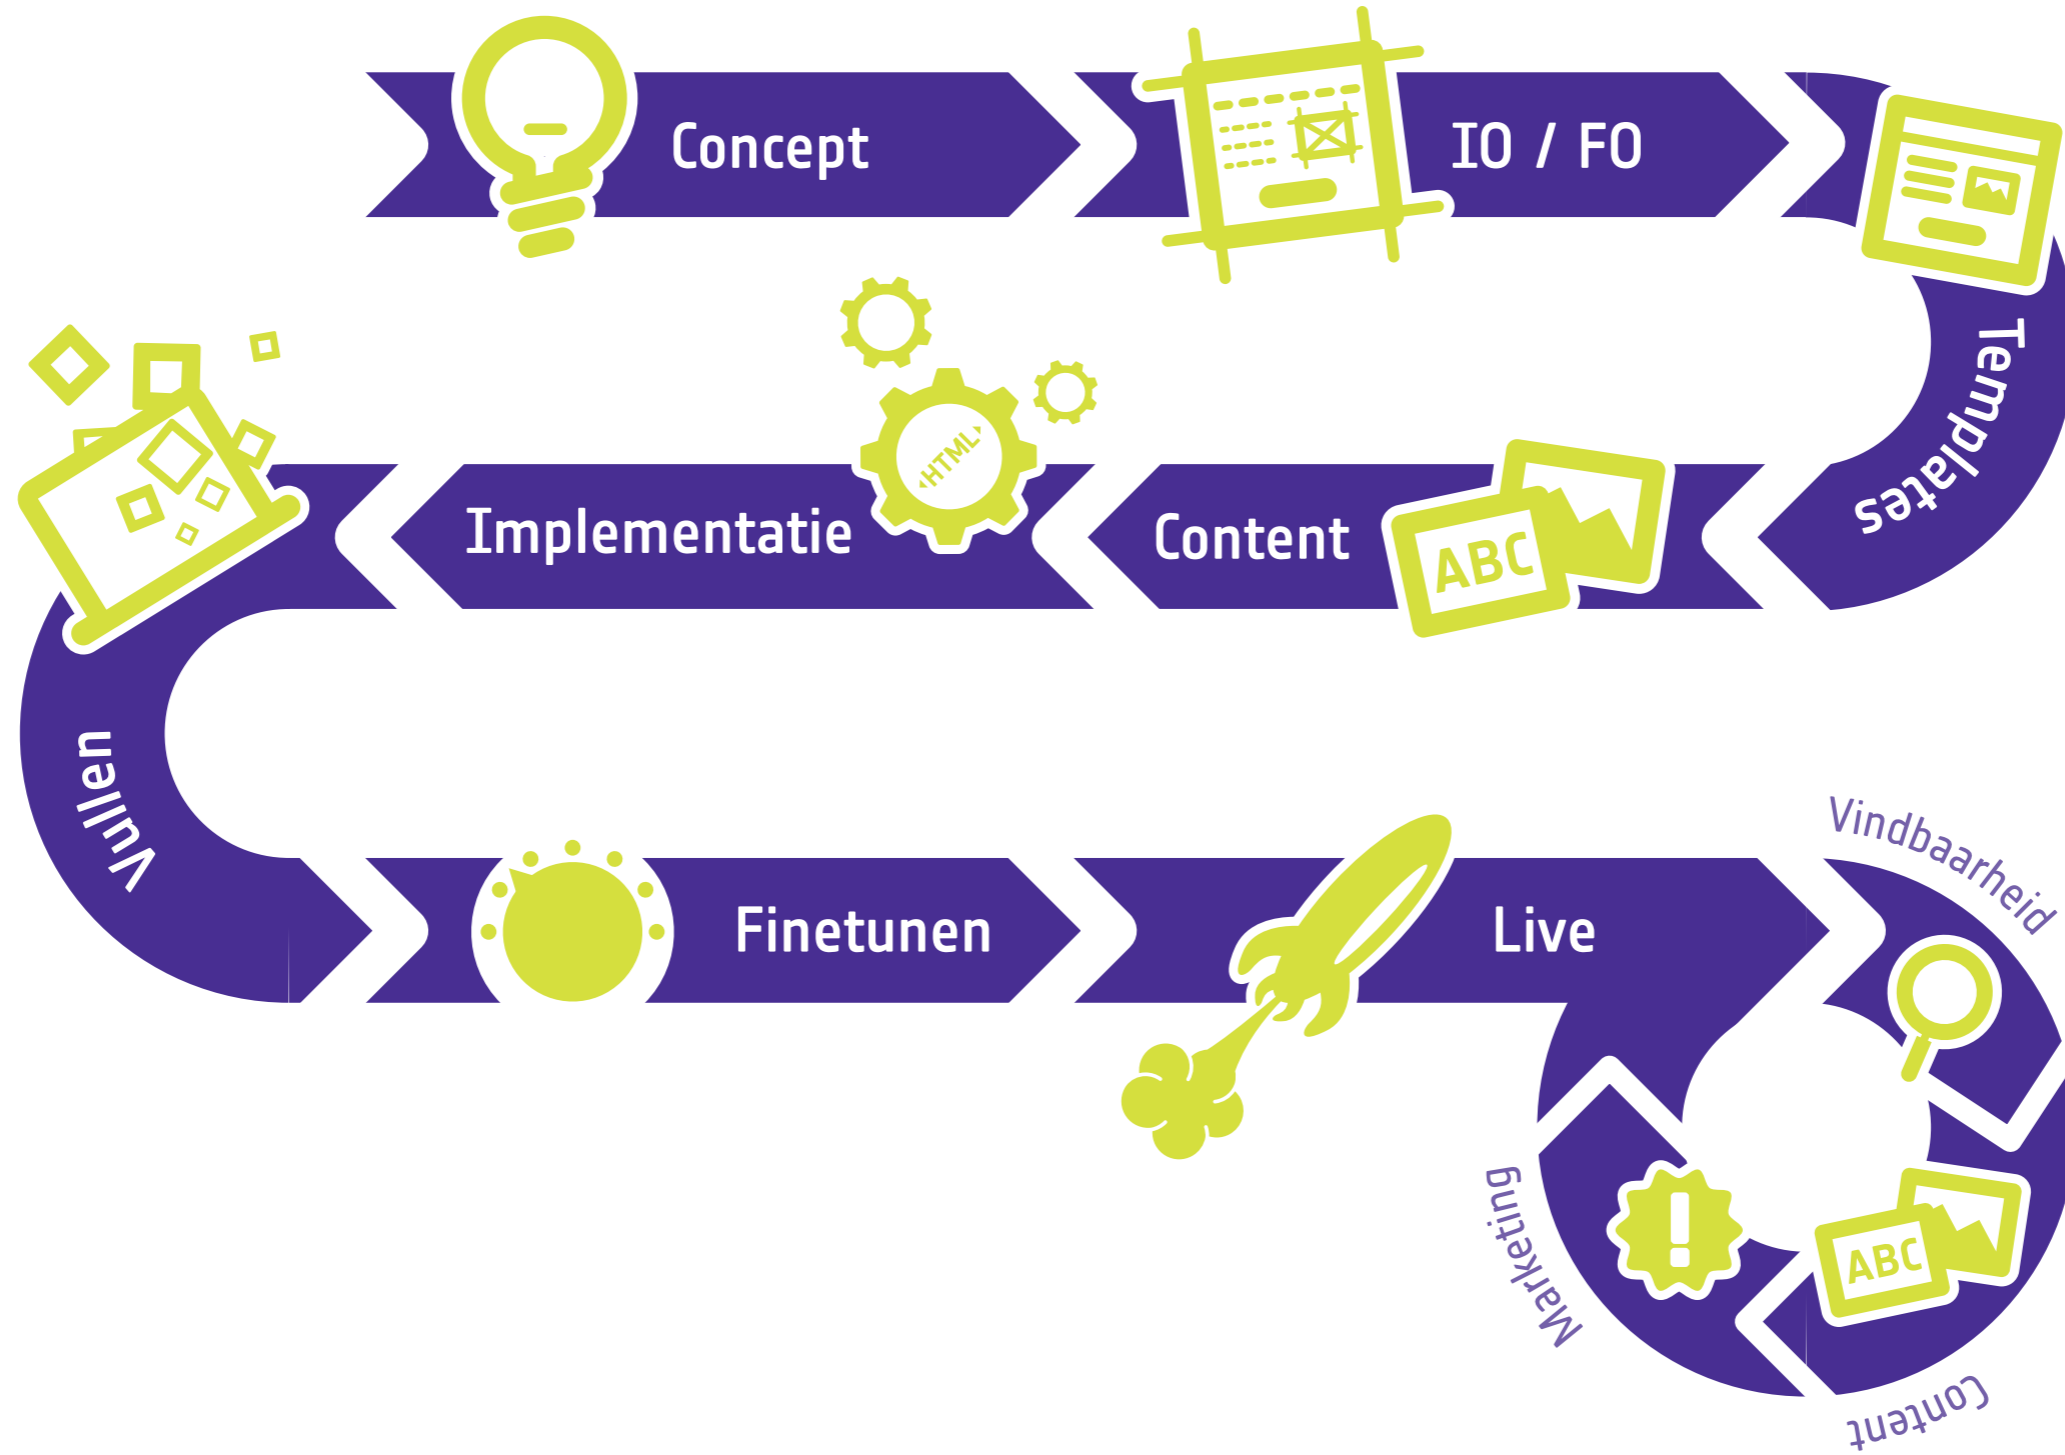 Concept
IO / FO
Templates
Content
ABC
<HTML>
Implementatie
Vullen
Finetunen
Live
Vindbaarheid
ABC
Content
Marketing